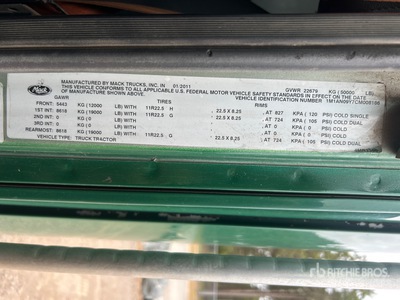 Mack
MANUFACTURED BY MACK TRUCKS, INC. IN 01/2011 GVWR 22679 KG (50000 LB)
THIS VEHICLE CONFORMS TO ALL APPLICABLE U.S. FEDERAL MOTOR VEHICLE SAFETY STANDARDS IN EFFECT ON THE DATE
OF MANUFACTURE SHOWN ABOVE. VEHICLE IDENTIFICATION NUMBER
GAWR TIRES RIMS
FRONT: 5443 KG (12000 LB) WITH 11R22.5 H , 22.5 X 8.25 , AT 827 KPA ( 120 PSI) COLD SINGLE
1ST INT: 8618 KG (19000 LB) WITH 11R22.5 G , 22.5 X 8.25 , AT 724 KPA ( 105 PSI) COLD DUAL
2ND INT: 0 KG ( 0 LB) WITH , AT 0 KPA ( 0 PSI) COLD
3RD INT: 0 KG ( 0 LB) WITH , AT 0 KPA ( 0 PSI) COLD
REARMOST: 8618 KG (19000 LB) WITH 11R22.5 G , 22.5 X 8.25 , AT 724 KPA ( 105 PSI) COLD DUAL
VEHICLE TYPE: TRUCK TRACTOR
rb RITCHIE BROS.